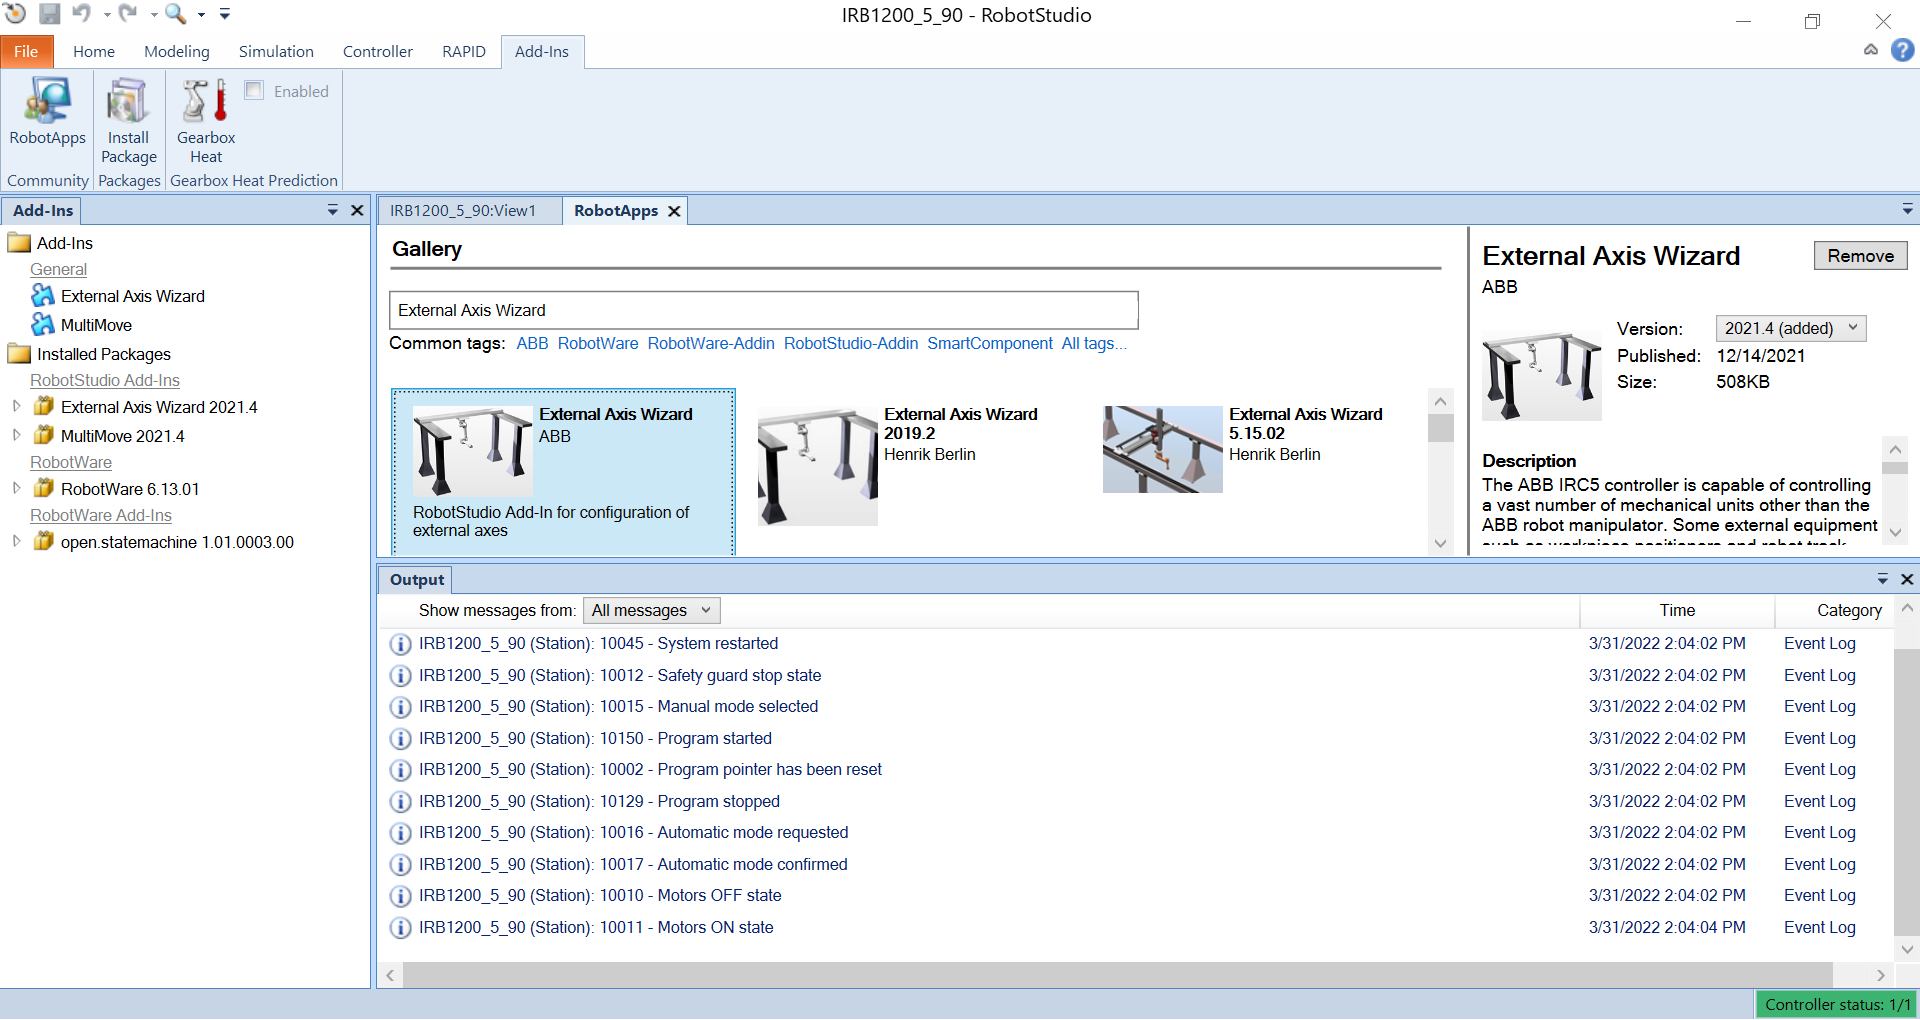 IRB1200_5_90 - RobotStudio
File Home Modeling Simulation Controller RAPID Add-Ins
RobotApps
Install Package
Gearbox Heat
Enabled
Community Packages Gearbox Heat Prediction
Add-Ins
Add-Ins
General
External Axis Wizard
MultiMove
Installed Packages
RobotStudio Add-Ins
External Axis Wizard 2021.4
MultiMove 2021.4
RobotWare
RobotWare 6.13.01
RobotWare Add-Ins
open.statemachine 1.01.0003.00
IRB1200_5_90:View1 RobotApps
Gallery
External Axis Wizard
Common tags: ABB RobotWare RobotWare-Addin RobotStudio-Addin SmartComponent All tags...
External Axis Wizard
ABB
RobotStudio Add-In for configuration of
external axes
External Axis Wizard
2019.2
Henrik Berlin
External Axis Wizard
5.15.02
Henrik Berlin
External Axis Wizard Remove
ABB
Version: 2021.4 (added)
Published: 12/14/2021
Size: 508KB
Description
The ABB IRC5 controller is capable of controlling
a vast number of mechanical units other than the
ABB robot manipulator. Some external equipment
such as workpiece positioners and robot track
Output
Show messages from: All messages Time Category
IRB1200_5_90 (Station): 10045 - System restarted 3/31/2022 2:04:02 PM Event Log
IRB1200_5_90 (Station): 10012 - Safety guard stop state 3/31/2022 2:04:02 PM Event Log
IRB1200_5_90 (Station): 10015 - Manual mode selected 3/31/2022 2:04:02 PM Event Log
IRB1200_5_90 (Station): 10150 - Program started 3/31/2022 2:04:02 PM Event Log
IRB1200_5_90 (Station): 10002 - Program pointer has been reset 3/31/2022 2:04:02 PM Event Log
IRB1200_5_90 (Station): 10129 - Program stopped 3/31/2022 2:04:02 PM Event Log
IRB1200_5_90 (Station): 10016 - Automatic mode requested 3/31/2022 2:04:02 PM Event Log
IRB1200_5_90 (Station): 10017 - Automatic mode confirmed 3/31/2022 2:04:02 PM Event Log
IRB1200_5_90 (Station): 10010 - Motors OFF state 3/31/2022 2:04:02 PM Event Log
IRB1200_5_90 (Station): 10011 - Motors ON state 3/31/2022 2:04:04 PM Event Log
Controller status: 1/1